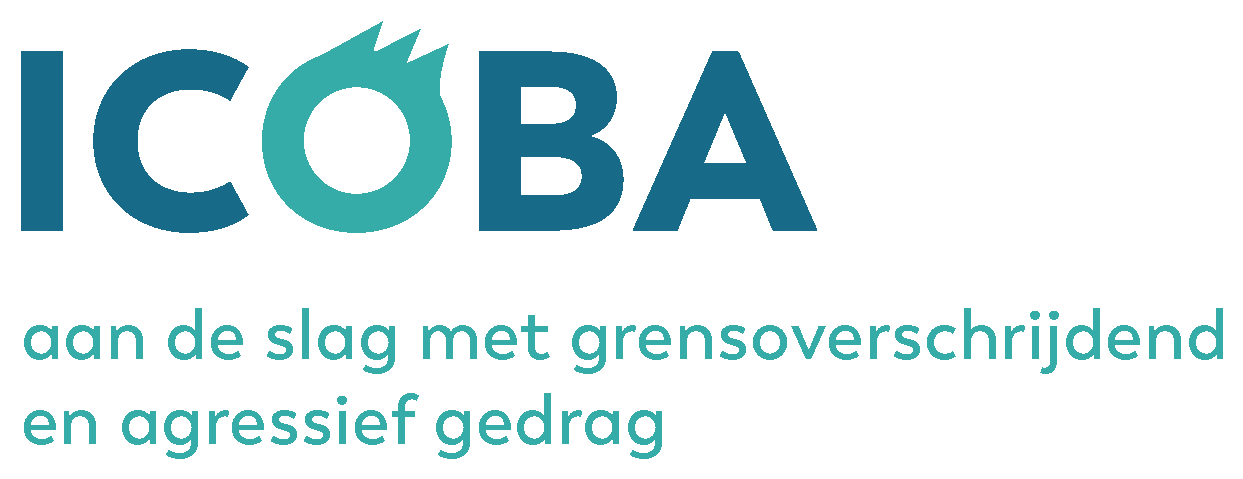 ICOBA
aan de slag met grensoverschrijdend
en agressief gedrag